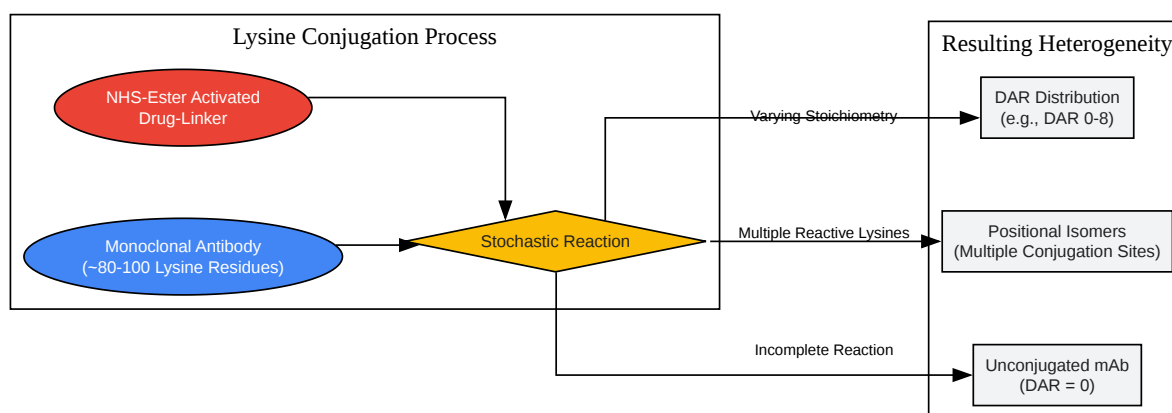 Lysine Conjugation Process
NHS-Ester Activated
Drug-Linker
Monoclonal Antibody
(~80-100 Lysine Residues)
Stochastic Reaction
Varying Stoichiometry
Multiple Reactive Lysines
Incomplete Reaction
Resulting Heterogeneity
DAR Distribution
(e.g., DAR 0-8)
Positional Isomers
(Multiple Conjugation Sites)
Unconjugated mAb
(DAR = 0)